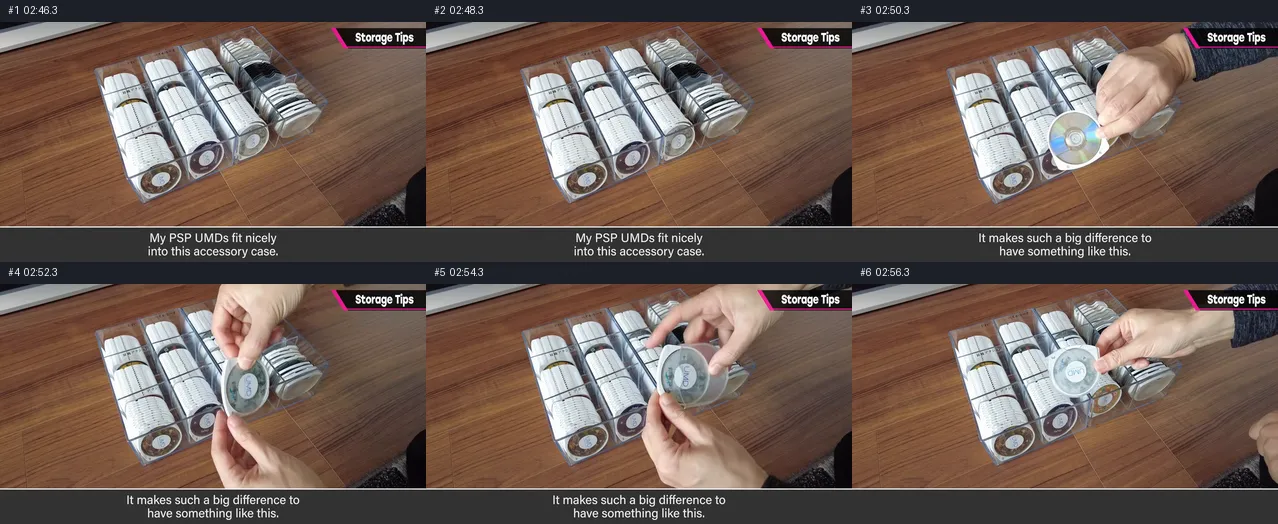 #1 02:46.3
Storage Tips
My PSP UMDs fit nicely
into this accessory case.
#2 02:48.3
Storage Tips
My PSP UMDs fit nicely
into this accessory case.
#3 02:50.3
Storage Tips
It makes such a big difference to
have something like this.
#4 02:52.3
Storage Tips
UMD
It makes such a big difference to
have something like this.
#5 02:54.3
Storage Tips
UMD
It makes such a big difference to
have something like this.
#6 02:56.3
Storage Tips
UMD